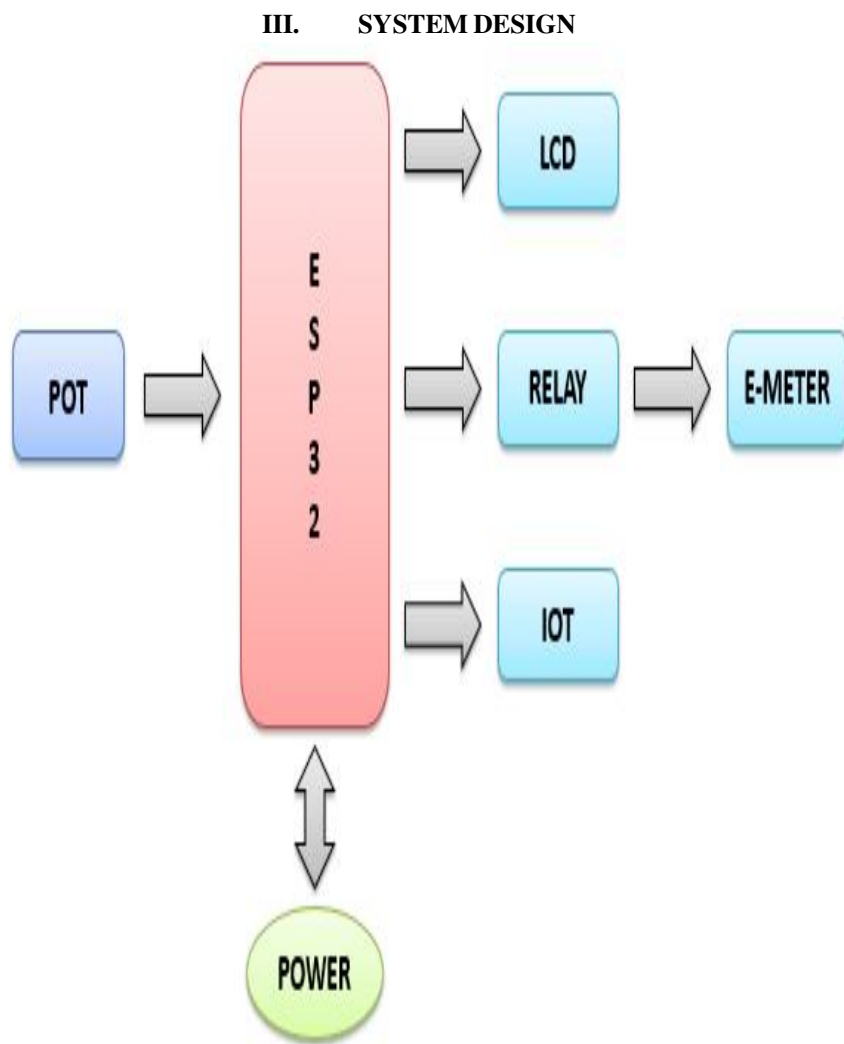 III. SYSTEM DESIGN
LCD
E
S
P
3
2
POT
RELAY
E-METER
IOT
POWER